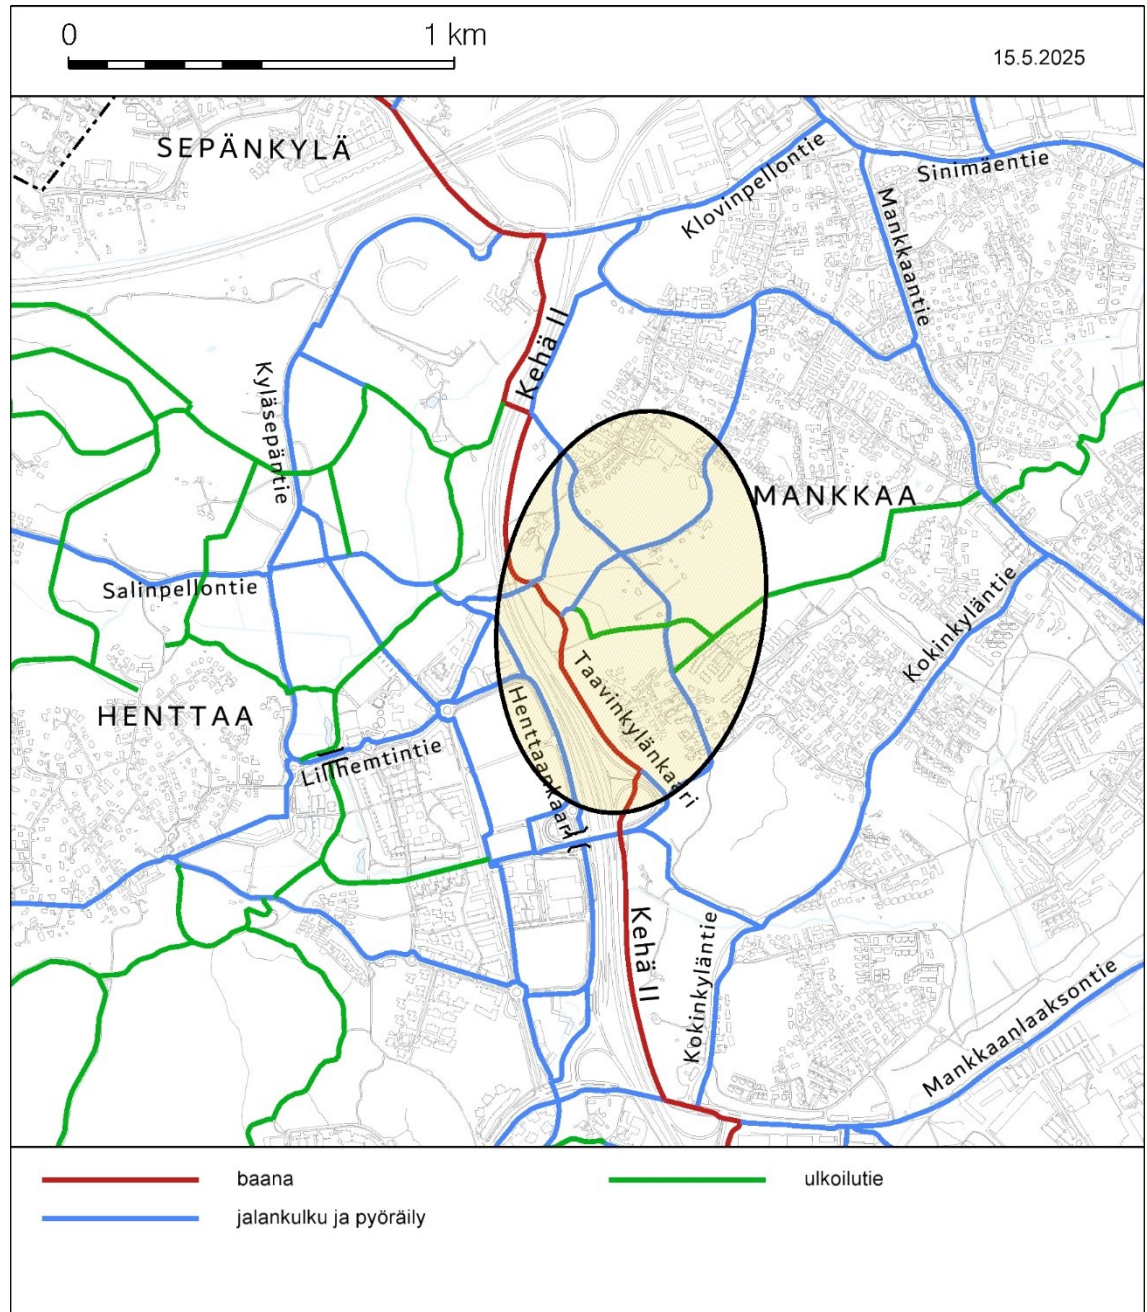 0 1 km
15.5.2025
SEPÄNKYLÄ
Sinimäentie
Klovinpellontie
Mankkaantie
Kehä II
Kyläsepäntie
MANKKAA
Salinpellontie
Kokinkyläntie
Taavinkylänkaari
HENTTAA
Henttaankaari
Lillhemtintie
Kehä II
Kokinkyläntie
Mankkaanlaaksontie
baana
ulkoilutie
jalankulku ja pyöräily